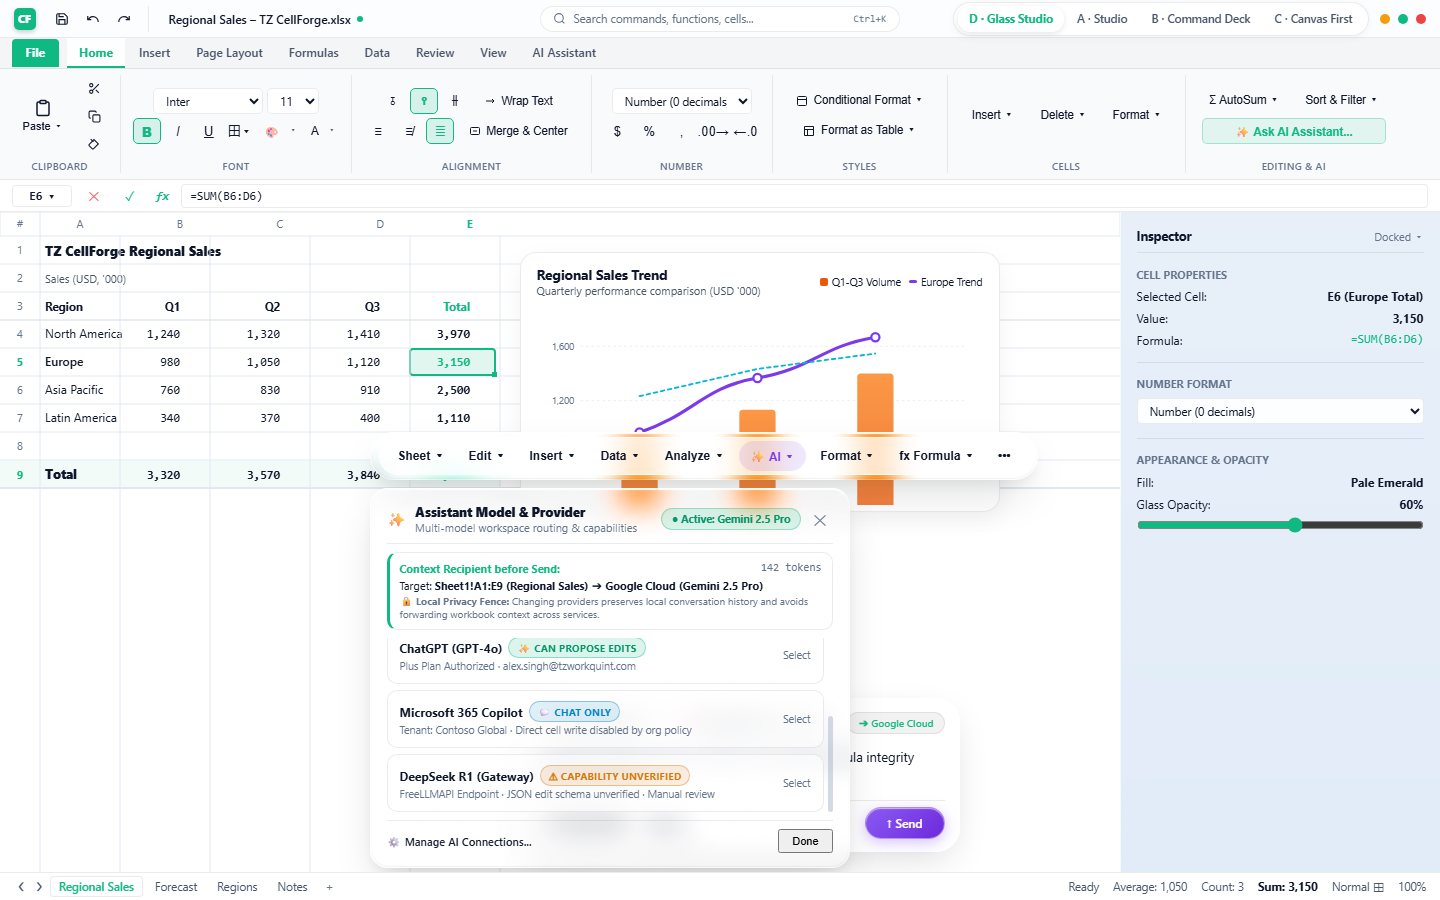 CF
Regional Sales – TZ CellForge.xlsx
Search commands, functions, cells...
Ctrl+K
D · Glass Studio
A · Studio
B · Command Deck
C · Canvas First
File
Home
Insert
Page Layout
Formulas
Data
Review
View
AI Assistant
Paste
CLIPBOARD
Inter
11
B I U
A
FONT
Wrap Text
Merge & Center
ALIGNMENT
Number (0 decimals
$ % , .00→ ←.0
NUMBER
Conditional Format
Format as Table
STYLES
Insert
Delete
Format
CELLS
Σ AutoSum
Sort & Filter
✨ Ask AI Assistant...
EDITING & AI
E6
fx
=SUM(B6:D6)
# A B C D E
1 TZ CellForge Regional Sales
2 Sales (USD, '000)
3 Region Q1 Q2 Q3 Total
4 North America 1,240 1,320 1,410 3,970
5 Europe 980 1,050 1,120 3,150
6 Asia Pacific 760 830 910 2,500
7 Latin America 340 370 400 1,110
8
9 Total 3,320 3,570 3,840
Regional Sales Trend
Quarterly performance comparison (USD '000)
Q1-Q3 Volume
Europe Trend
1,600
1,200
Sheet
Edit
Insert
Data
Analyze
✨ AI
Format
fx Formula
•••
Assistant Model & Provider
Multi-model workspace routing & capabilities
● Active: Gemini 2.5 Pro
Context Recipient before Send:
142 tokens
Target: Sheet1!A1:E9 (Regional Sales) → Google Cloud (Gemini 2.5 Pro)
🔒 Local Privacy Fence: Changing providers preserves local conversation history and avoids
forwarding workbook context across services.
ChatGPT (GPT-4o)
✨ CAN PROPOSE EDITS
Plus Plan Authorized · alex.singh@tzworkquint.com
Select
Microsoft 365 Copilot
💬 CHAT ONLY
Tenant: Contoso Global · Direct cell write disabled by org policy
Select
DeepSeek R1 (Gateway)
⚠ CAPABILITY UNVERIFIED
FreeLLMAPI Endpoint · JSON edit schema unverified · Manual review
Select
⚙ Manage AI Connections...
Done
→ Google Cloud
ula integrity
↑ Send
Inspector
Docked
CELL PROPERTIES
Selected Cell: E6 (Europe Total)
Value: 3,150
Formula: =SUM(B6:D6)
NUMBER FORMAT
Number (0 decimals)
APPEARANCE & OPACITY
Fill: Pale Emerald
Glass Opacity: 60%
Regional Sales
Forecast
Regions
Notes
+
Ready
Average: 1,050
Count: 3
Sum: 3,150
Normal
100%